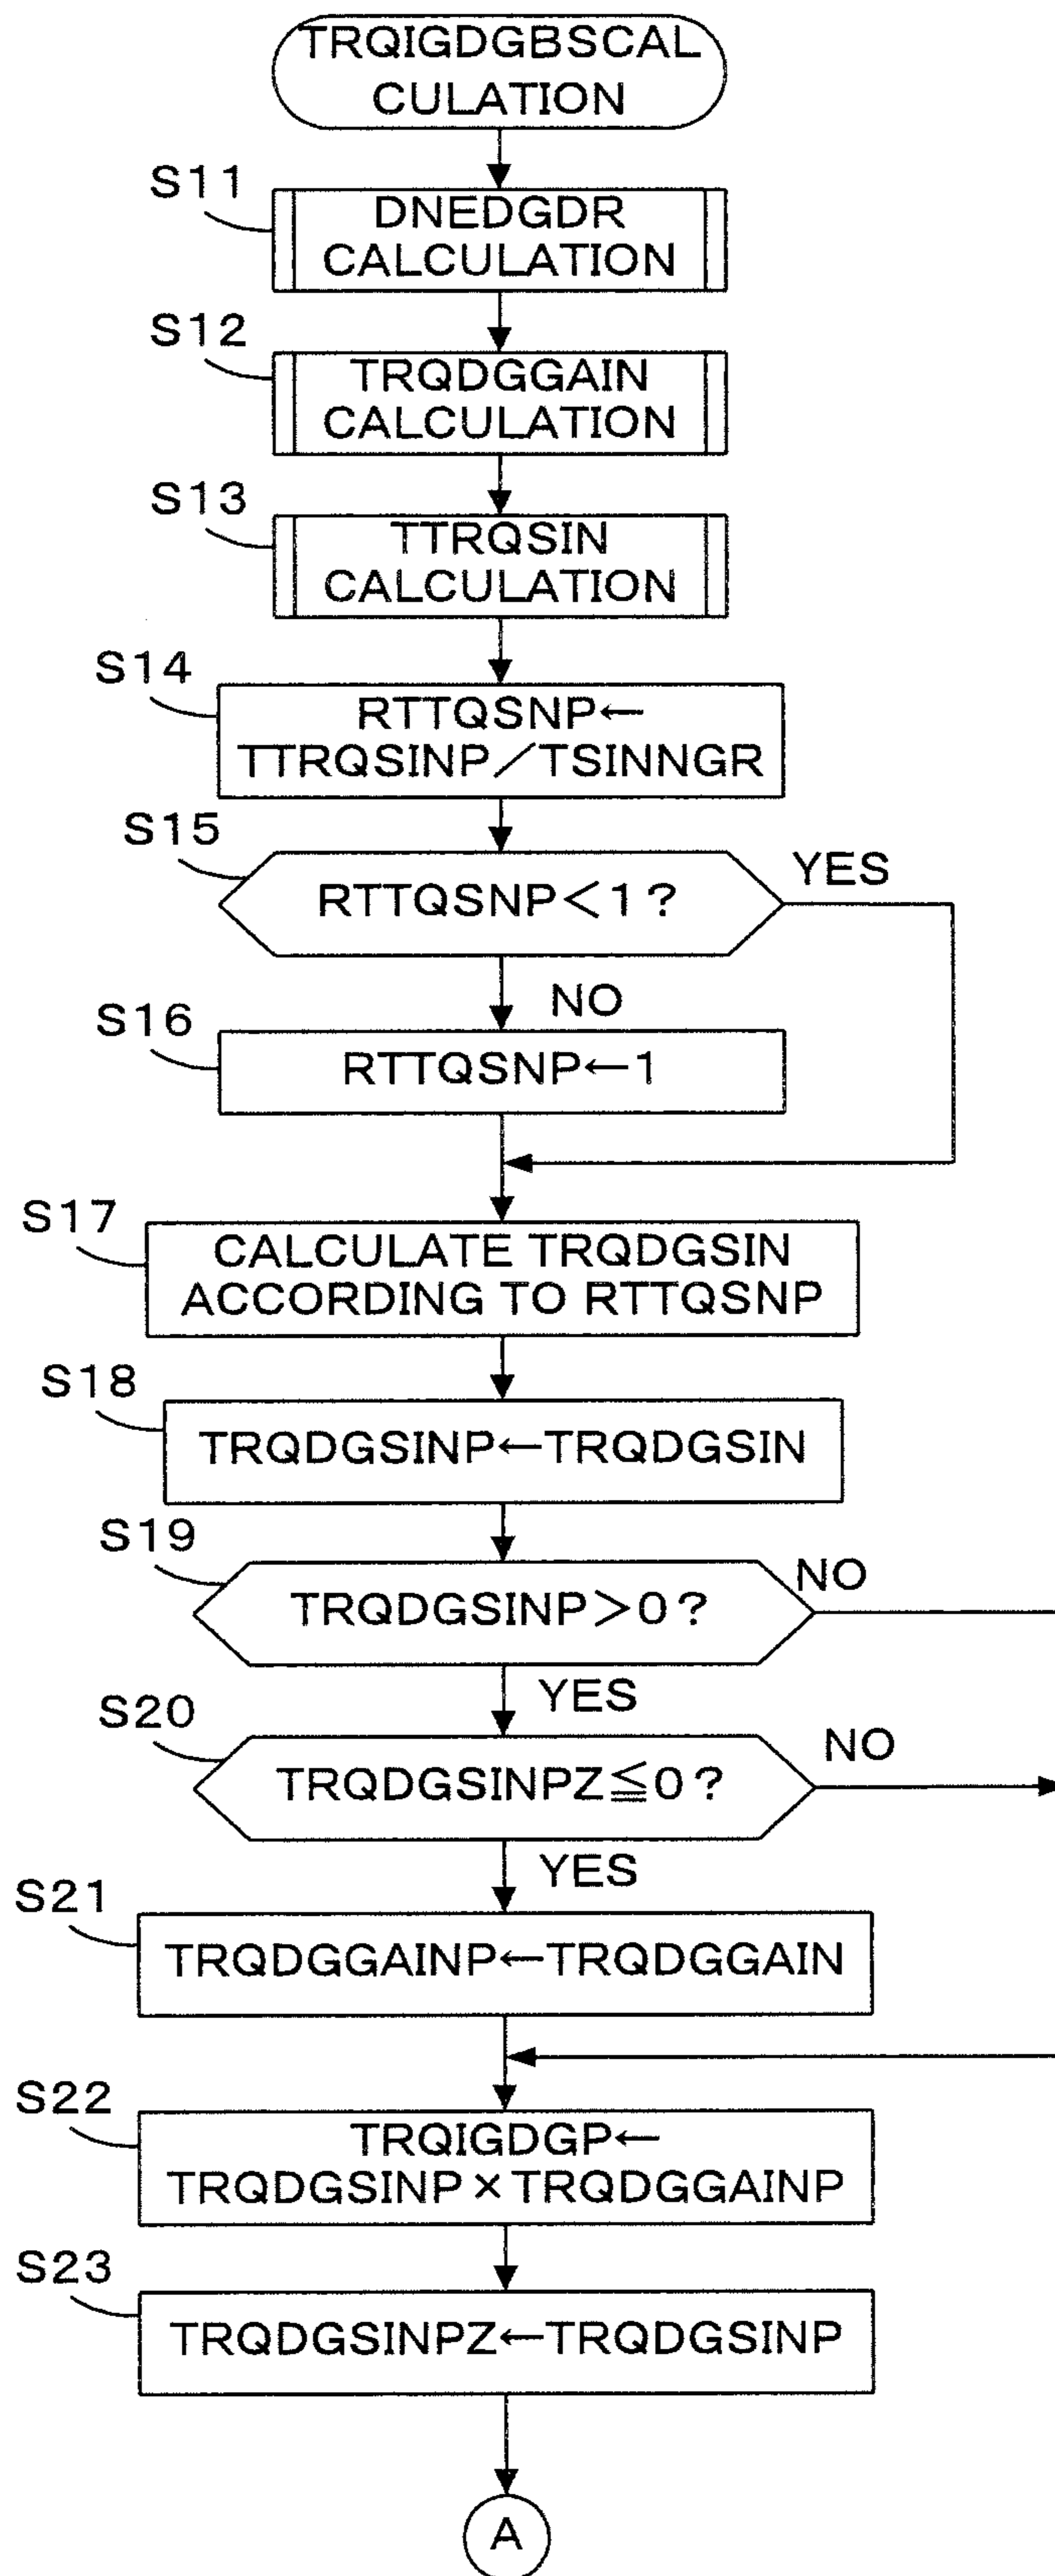 TRQIGDGBSCAL
CULATION
S11
DNEDGDR
CALCULATION
S12
TRQDGGAIN
CALCULATION
S13
TTRQSIN
CALCULATION
S14
RTTQSNP←
TTRQSINP/TSINNGR
S15
RTTQSNP<1?
YES
NO
S16
RTTQSNP←1
S17
CALCULATE TRQDGSIN
ACCORDING TO RTTQSNP
S18
TRQDGSINP←TRQDGSIN
S19
TRQDGSINP>0?
NO
YES
S20
TRQDGSINPZ≦0?
NO
YES
S21
TRQDGGAINP←TRQDGGAIN
S22
TRQIGDGP←
TRQDGSINP×TRQDGGAINP
S23
TRQDGSINPZ←TRQDGSINP
A